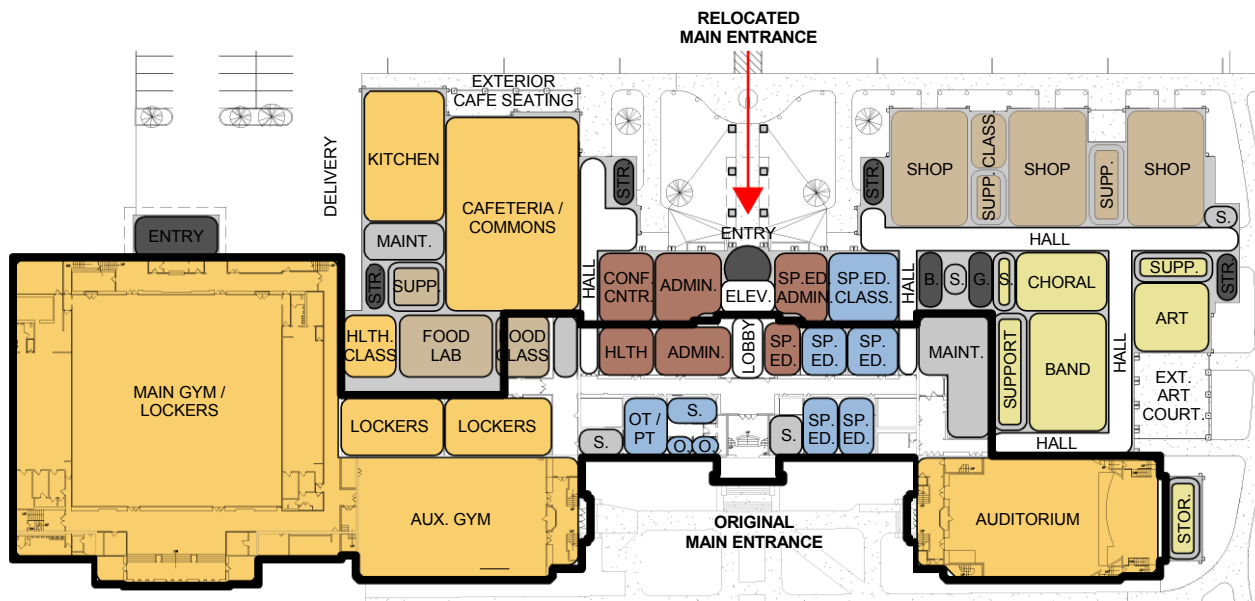 RELOCATED
MAIN ENTRANCE
EXTERIOR
CAFE SEATING
DELIVERY
KITCHEN
CAFETERIA /
COMMONS
MAINT.
STR.
SUPP.
ENTRY
STR.
HALL
ENTRY
STR.
SHOP
CLASS.
SUPP.
SHOP
SUPP.
SHOP
S.
HALL
CONF.
CNTR.
ADMIN.
ELEV.
SP.ED
ADMIN.
SP.ED.
CLASS.
HALL
B.
S.
G.
S.
CHORAL
SUPP.
STR.
ART
HLTH.
CLASS
FOOD
LAB
FOOD
CLASS
HLTH
ADMIN.
LOBBY
SP.
ED.
SP.
ED.
SP.
ED.
MAINT.
SUPPORT
BAND
HALL
EXT.
ART
COURT.
MAIN GYM /
LOCKERS
LOCKERS
LOCKERS
S.
OT /
PT
S.
O.
O.
S.
SP.
ED.
SP.
ED.
HALL
AUX. GYM
ORIGINAL
MAIN ENTRANCE
AUDITORIUM
STOR.